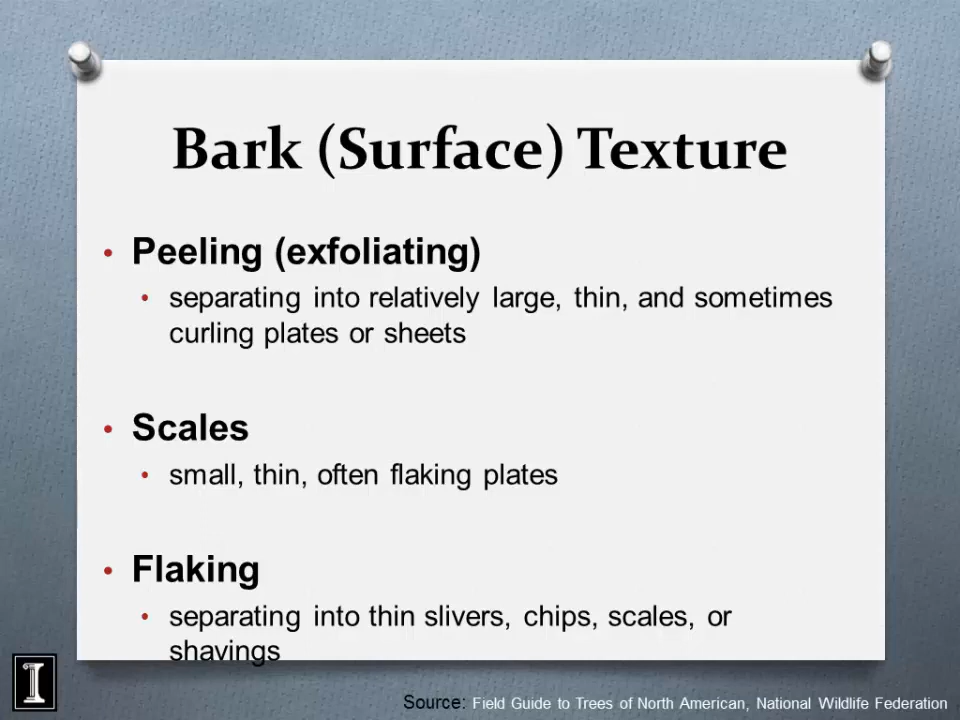 Bark (Surface) Texture
• Peeling (exfoliating)
• separating into relatively large, thin, and sometimes
curling plates or sheets
• Scales
• small, thin, often flaking plates
• Flaking
• separating into thin slivers, chips, scales, or
shavings
I
Source: Field Guide to Trees of North American, National Wildlife Federation